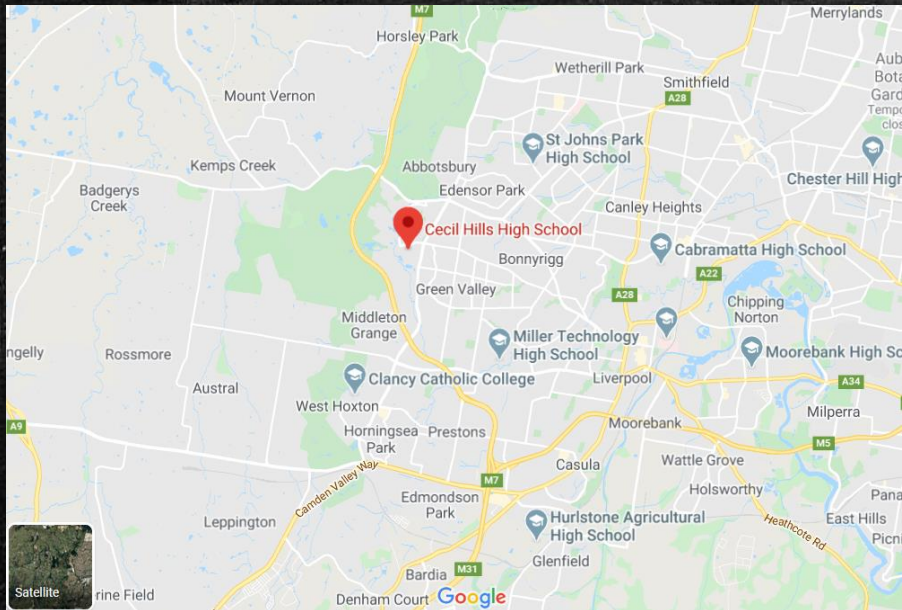 M7
Merrylands
Horsley Park
Wetherill Park
Smithfield
Mount Vernon
A28
St Johns Park
High School
Kemps Creek
Abbotsbury
Chester Hill High
Badgerys
Creek
Edensor Park
Canley Heights
Cecil Hills High School
Cabramatta High School
Bonnyrigg
A22
Green Valley
A28
Chipping
Norton
Middleton
Grange
Miller Technology
High School
Moorebank High Sc
Rossmore
Clancy Catholic College
Liverpool
A34
Austral
West Hoxton
Milperra
Moorebank
A9
Horningsea
Park
Prestons
M5
Wattle Grove
Camden Valley Way
Casula
M7
Holsworthy
Edmondson
Park
Leppington
Hurlstone Agricultural
High School
Heathcote Rd
East Hills
Glenfield
Bardia
M31
Satellite
Denham Court
Google